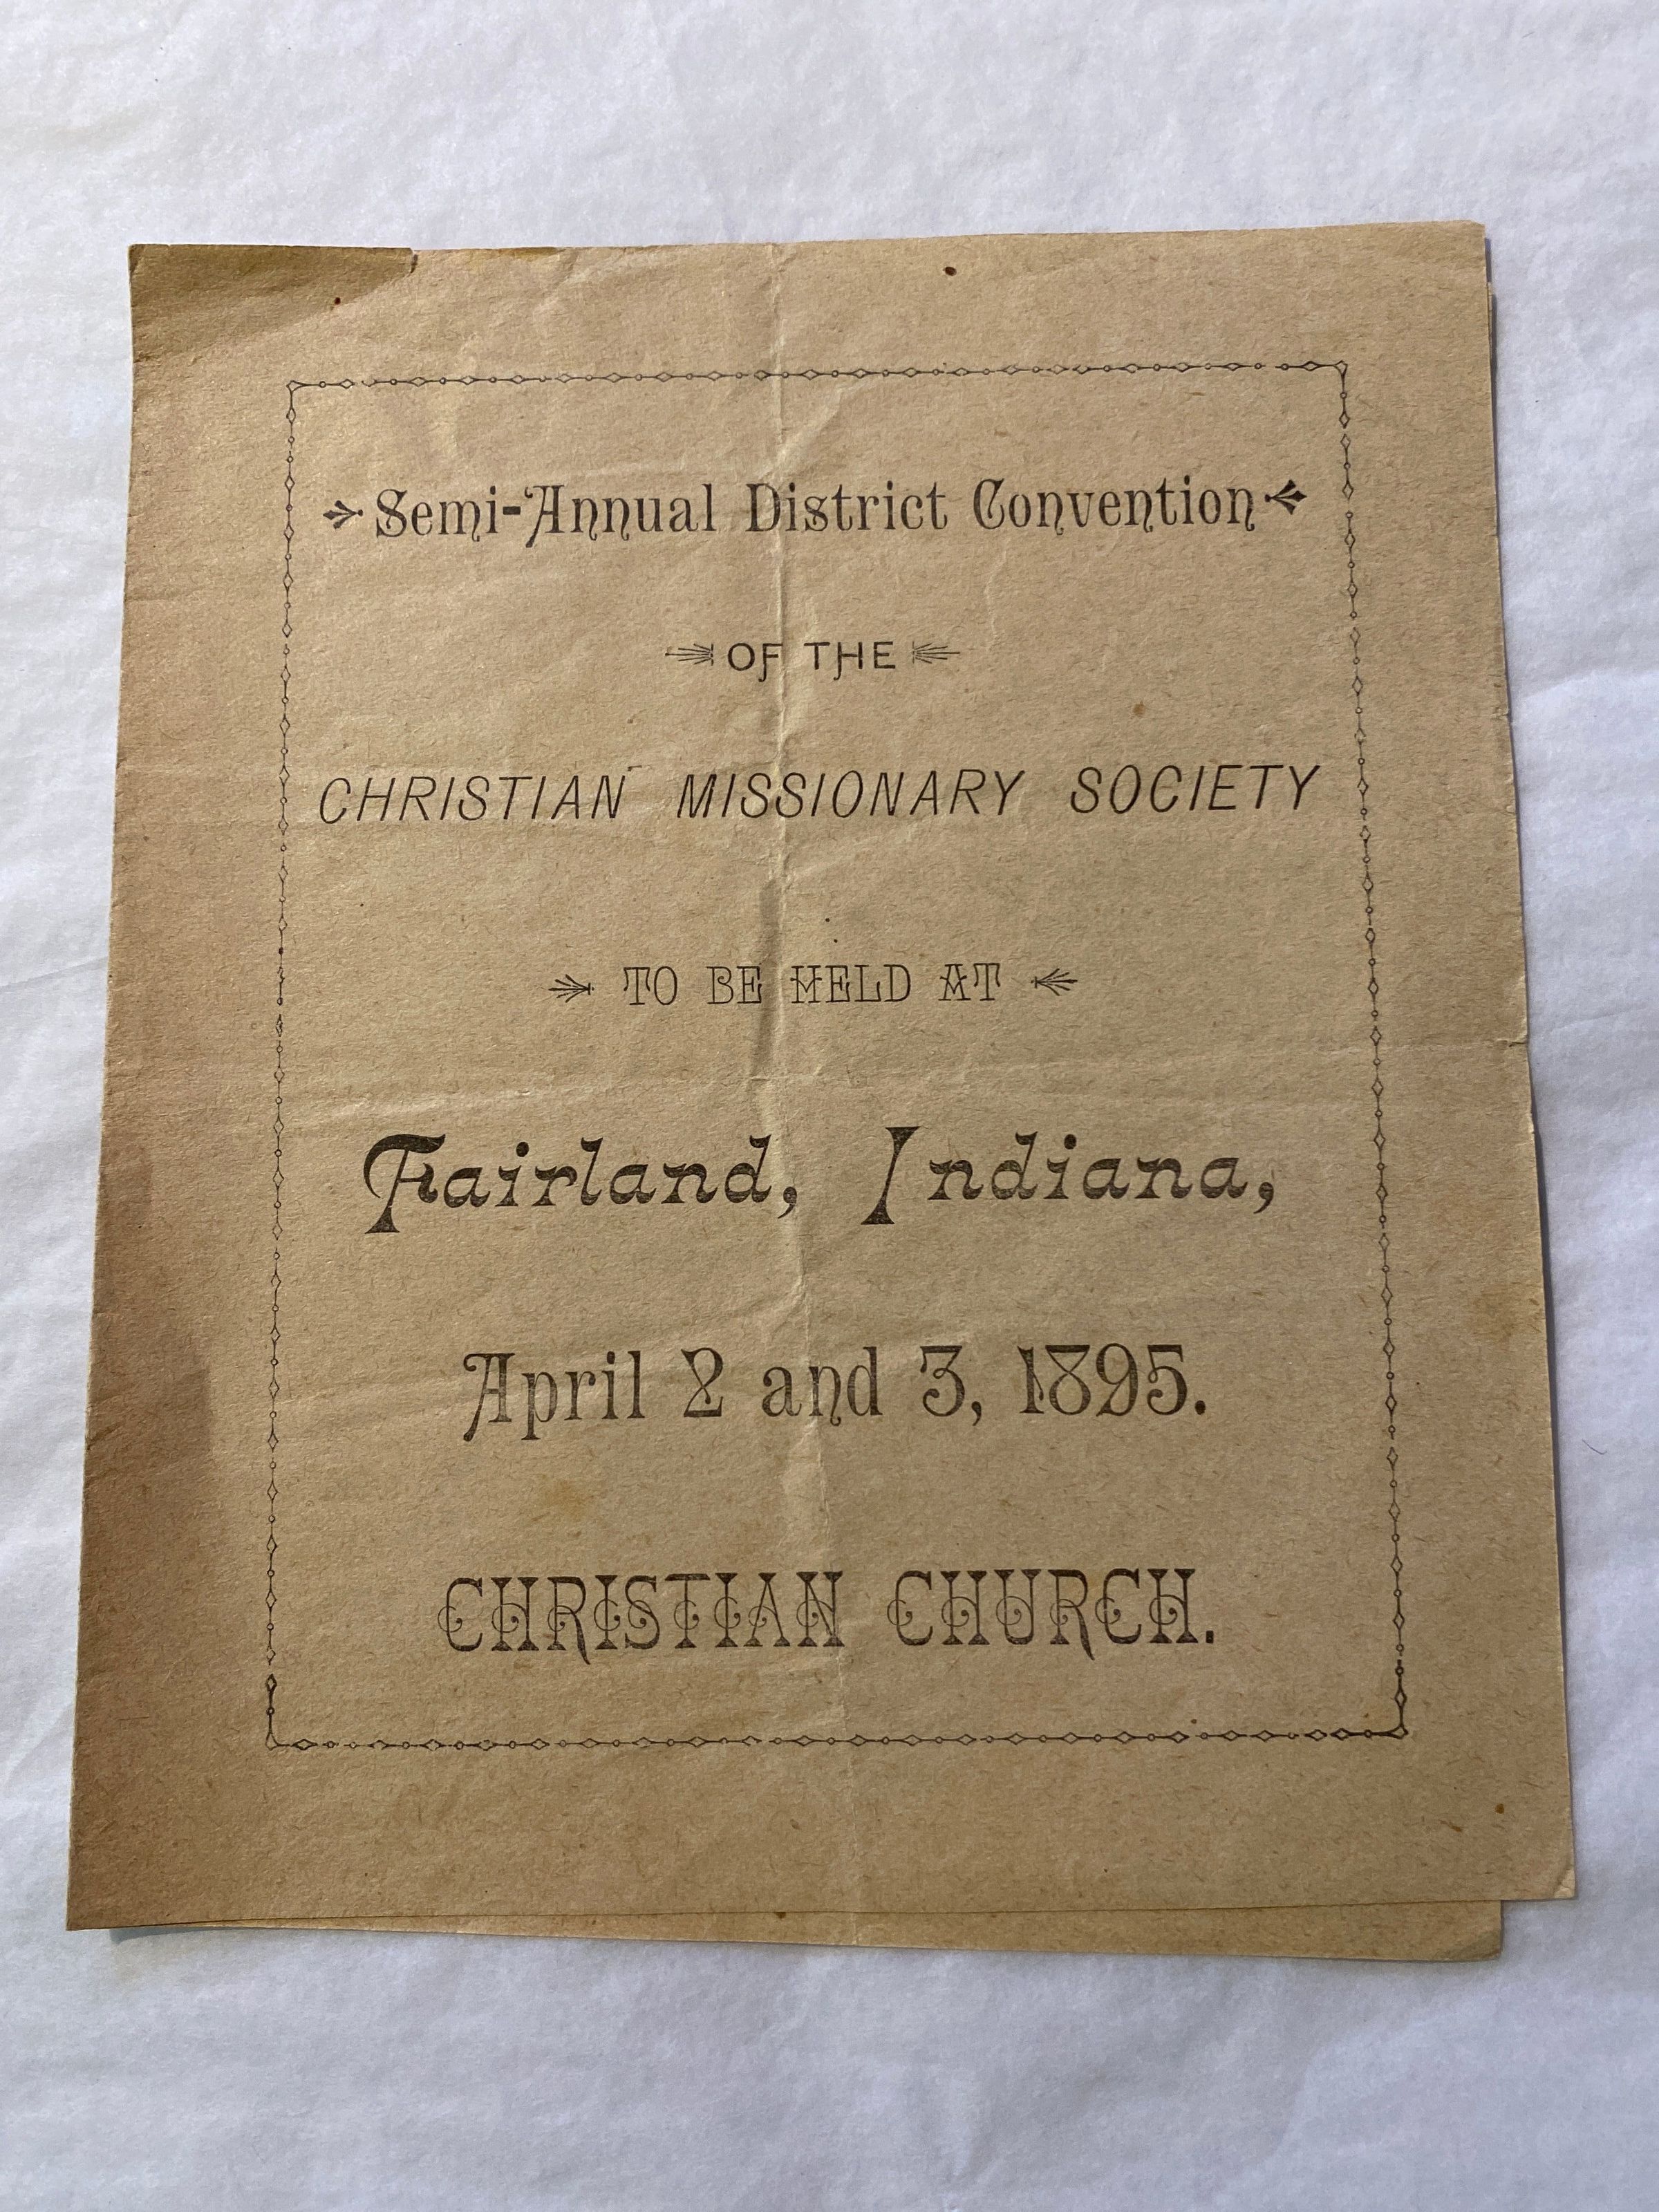 Semi-Annual District Convention
OF THE
CHRISTIAN MISSIONARY SOCIETY
TO BE HELD AT
Fairland, Indiana,
April 2 and 3, 1895.
CHRISTIAN CHURCH.